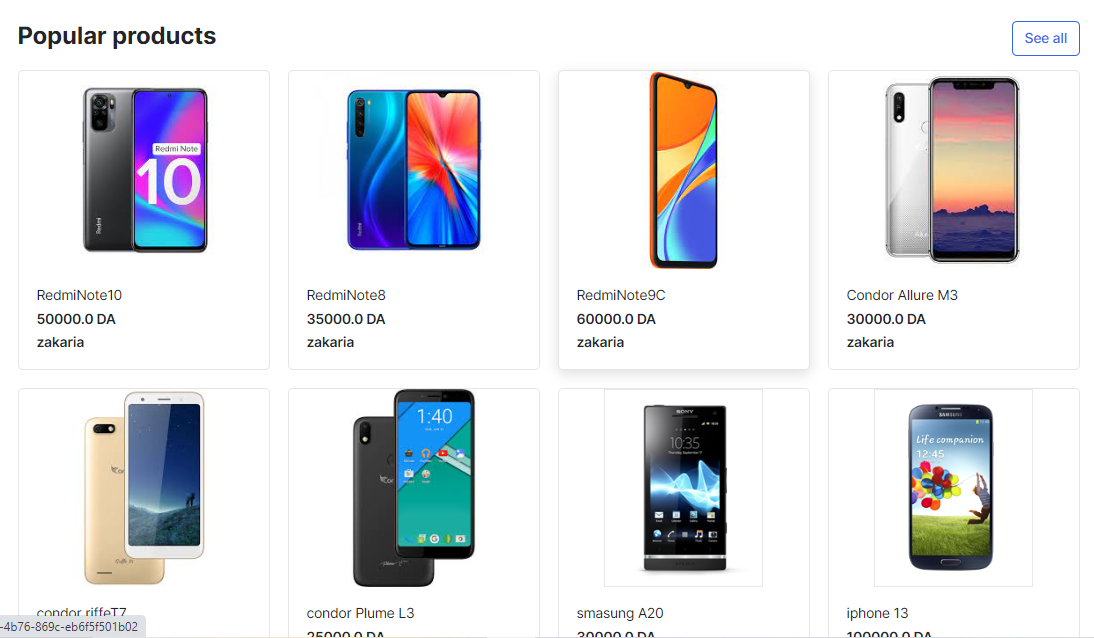 Popular products
See all
Redmi Note
10
Redmi
RedmiNote10
50000.0 DA
zakaria
RedmiNote8
35000.0 DA
zakaria
RedmiNote9C
60000.0 DA
zakaria
Condor Allure M3
30000.0 DA
zakaria
1:40
SONY
10:35
SAMSUNG
Life companion
12:45
condor riffeT7
condor Plume L3
25000.0 DA
smasung A20
30000.0 DA
iphone 13
100000.0 DA
-4b76-869c-eb6f5f501b02